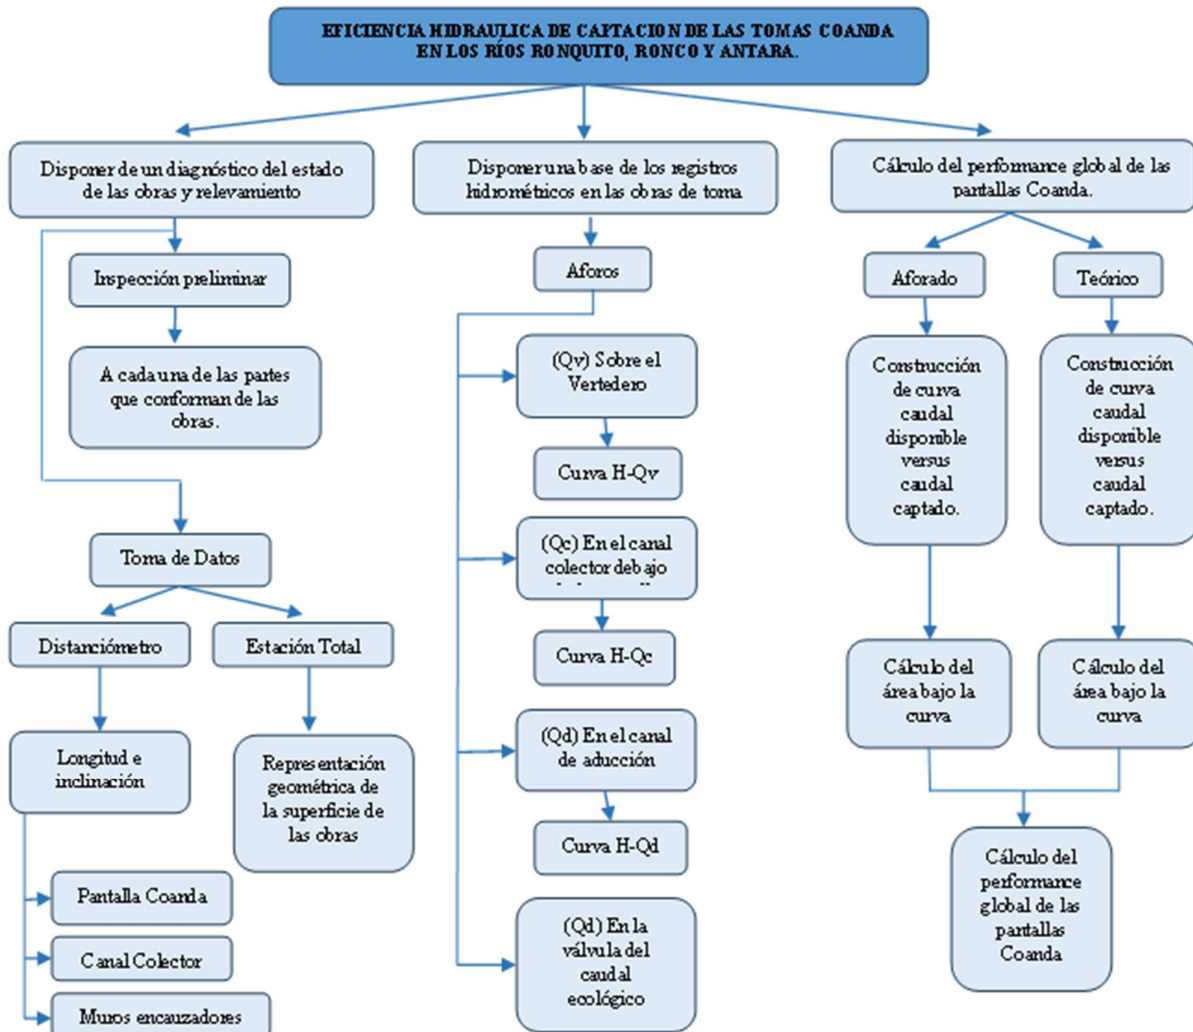 EFICIENCIA HIDRAULICA DE CAPTACION DE LAS TOMAS COANDA
EN LOS RÍOS RONQUITO, RONCO Y ANTARA.
Disponer de un diagnóstico del estado
de las obras y relevamiento
Inspección preliminar
A cada una de las partes
que conforman de las
obras.
Toma de Datos
Distanciómetro
Estación Total
Longitud e
inclinación
Representación
geométrica de
la superficie de
las obras
Pantalla Coanda
Canal Colector
Muros encauzadores
Disponer una base de los registros
hidrométricos en las obras de toma
Aforos
(Qv) Sobre el
Vertedero
Curva H-Qv
(Qc) En el canal
colector debajo
Curva H-Qc
(Qd) En el canal
de aducción
Curva H-Qd
(Qd) En la
válvula del
caudal
ecológico
Cálculo del performance global de las
pantallas Coanda.
Aforado
Teórico
Construcción
de curva
caudal
disponible
versus
caudal
captado.
Construcción
de curva
caudal
disponible
versus
caudal
captado.
Cálculo del
área bajo la
curva
Cálculo del
área bajo la
curva
Cálculo del
performance
global de las
pantallas
Coanda